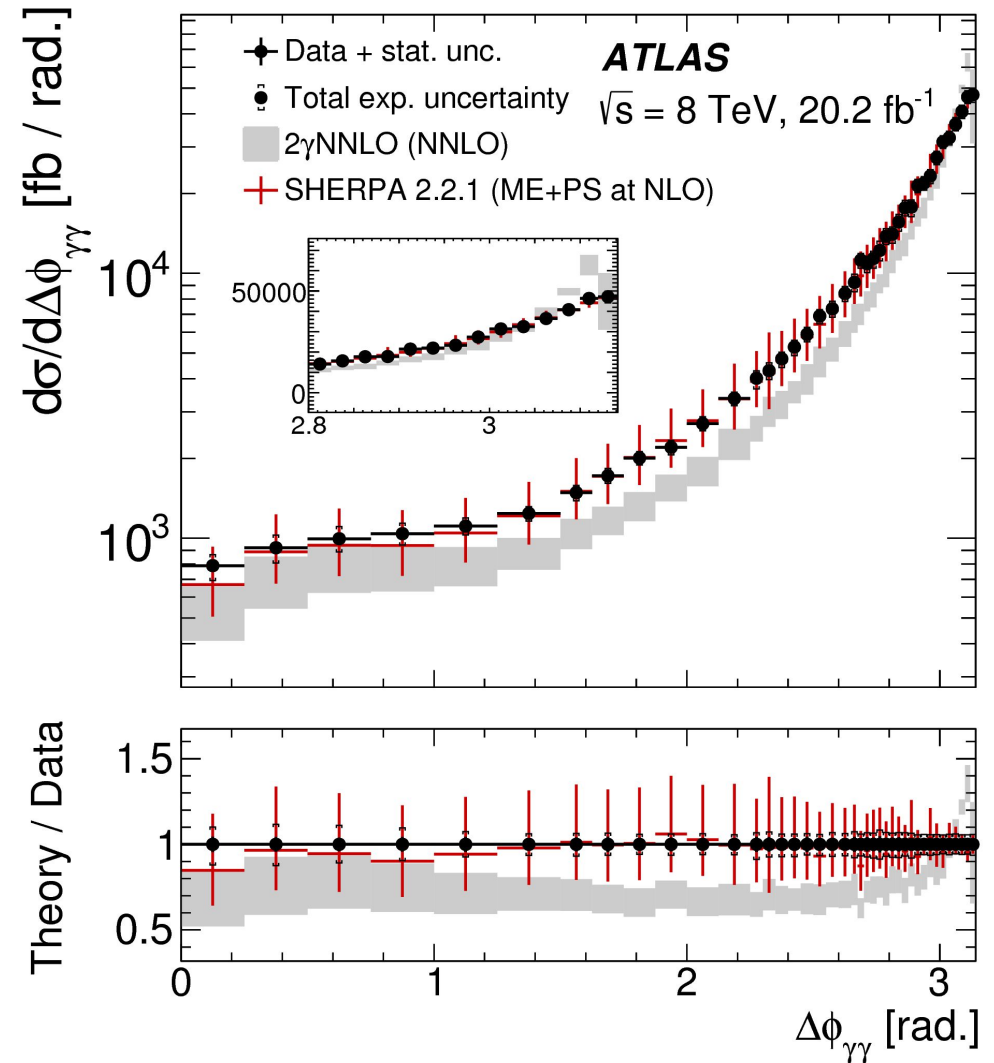 dσ/dΔϕγγ [fb / rad.]
Data + stat. unc.
Total exp. uncertainty
2γNNLO (NNLO)
SHERPA 2.2.1 (ME+PS at NLO)
ATLAS
√s = 8 TeV, 20.2 fb⁻¹
10⁴
10³
50000
0
2.8
3
Theory / Data
1.5
1
0.5
0
1
2
3
Δϕγγ [rad.]